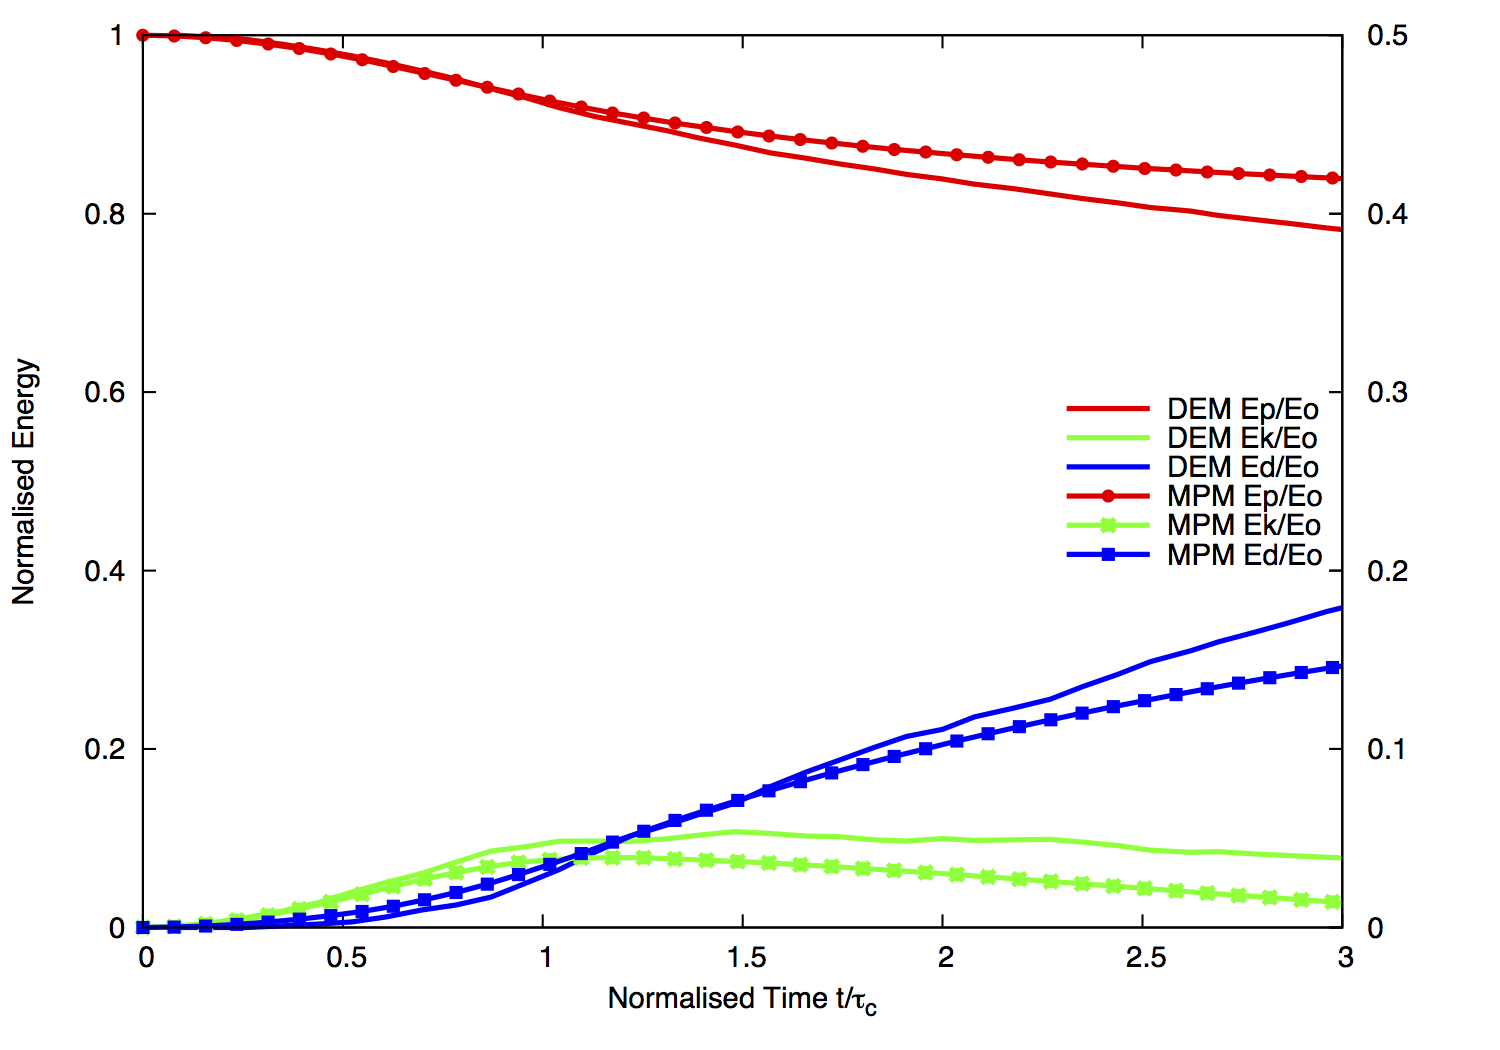 1
0.8
0.6
0.4
0.2
0
0.5
0.4
0.3
0.2
0.1
0
Normalised Energy
DEM Ep/Eo
DEM Ek/Eo
DEM Ed/Eo
MPM Ep/Eo
MPM Ek/Eo
MPM Ed/Eo
0 0.5 1 1.5 2 2.5 3
Normalised Time t/τc